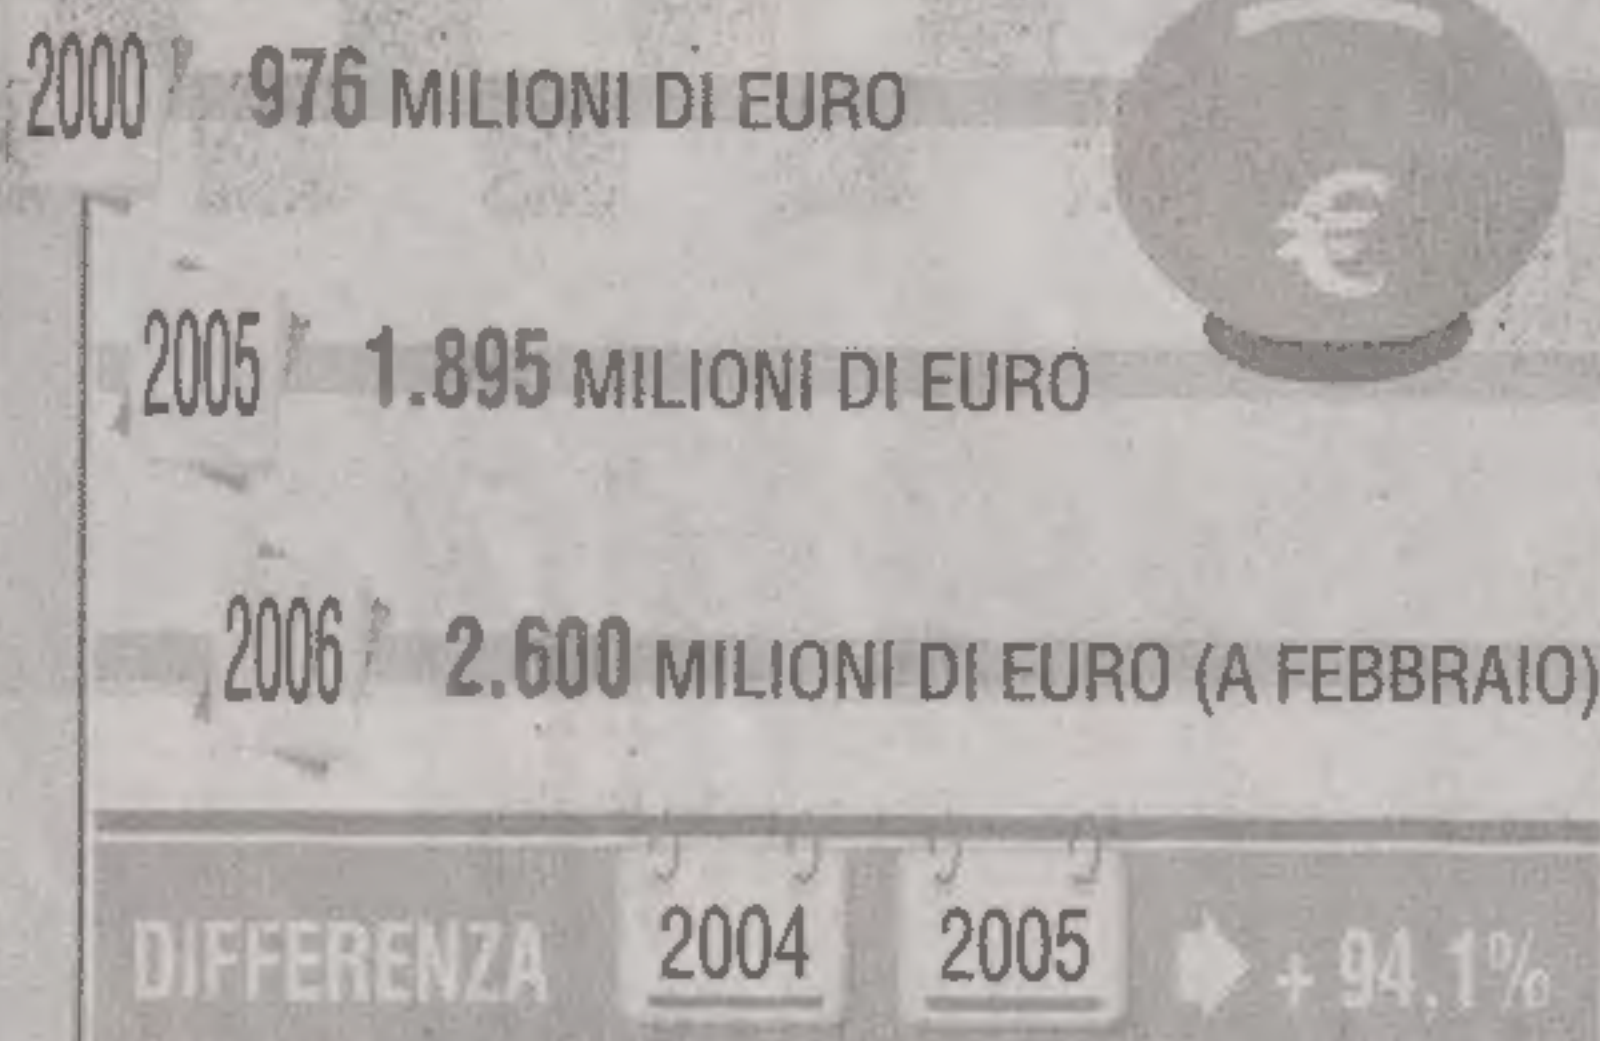 2000 976 MILIONI DI EURO
€
2005 1.895 MILIONI DI EURO
2006 2.600 MILIONI DI EURO (A FEBBRAIO)
DIFFERENZA 2004 2005 + 94,1%